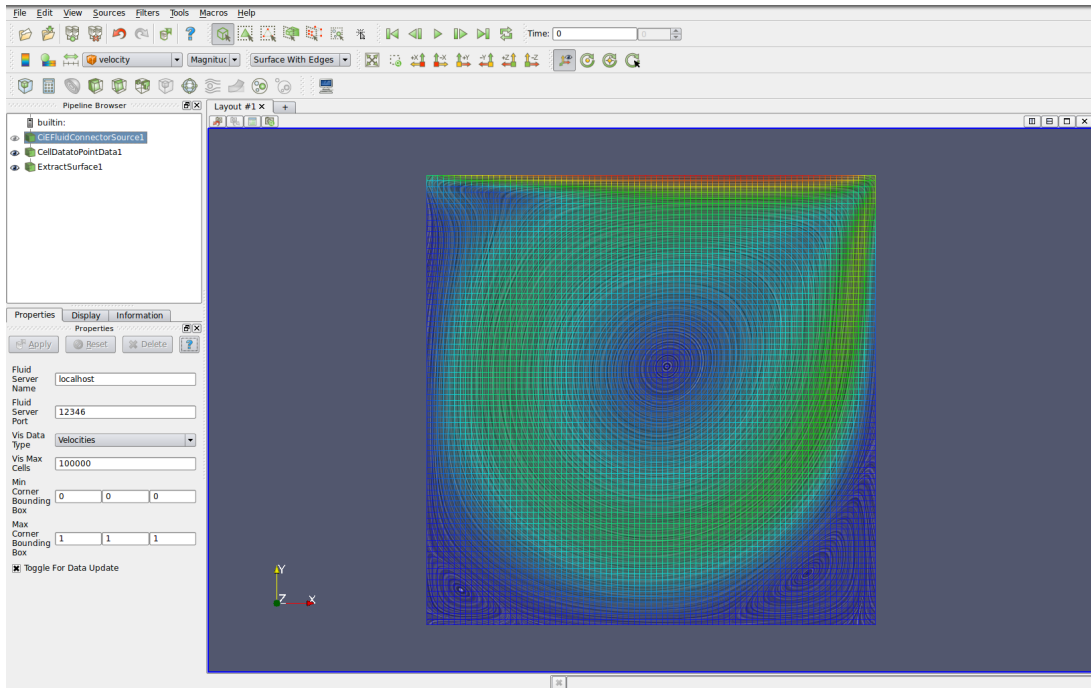 File Edit View Sources Filters Tools Macros Help
Time: 0 0
velocity Magnituc Surface With Edges +X -X +Y -Y +Z -Z
Pipeline Browser
Layout #1 × +
builtin:
CiEFluidConnectorSource1
CellDatatoPointData1
ExtractSurface1
Properties Display Information
Properties
Apply Reset Delete ?
Fluid
Server
Name
localhost
Fluid
Server
Port
12346
Vis Data
Type
Velocities
Vis Max
Cells
100000
Min
Corner
Bounding
Box
0 0 0
Max
Corner
Bounding
Box
1 1 1
Toggle For Data Update
Y
Z X